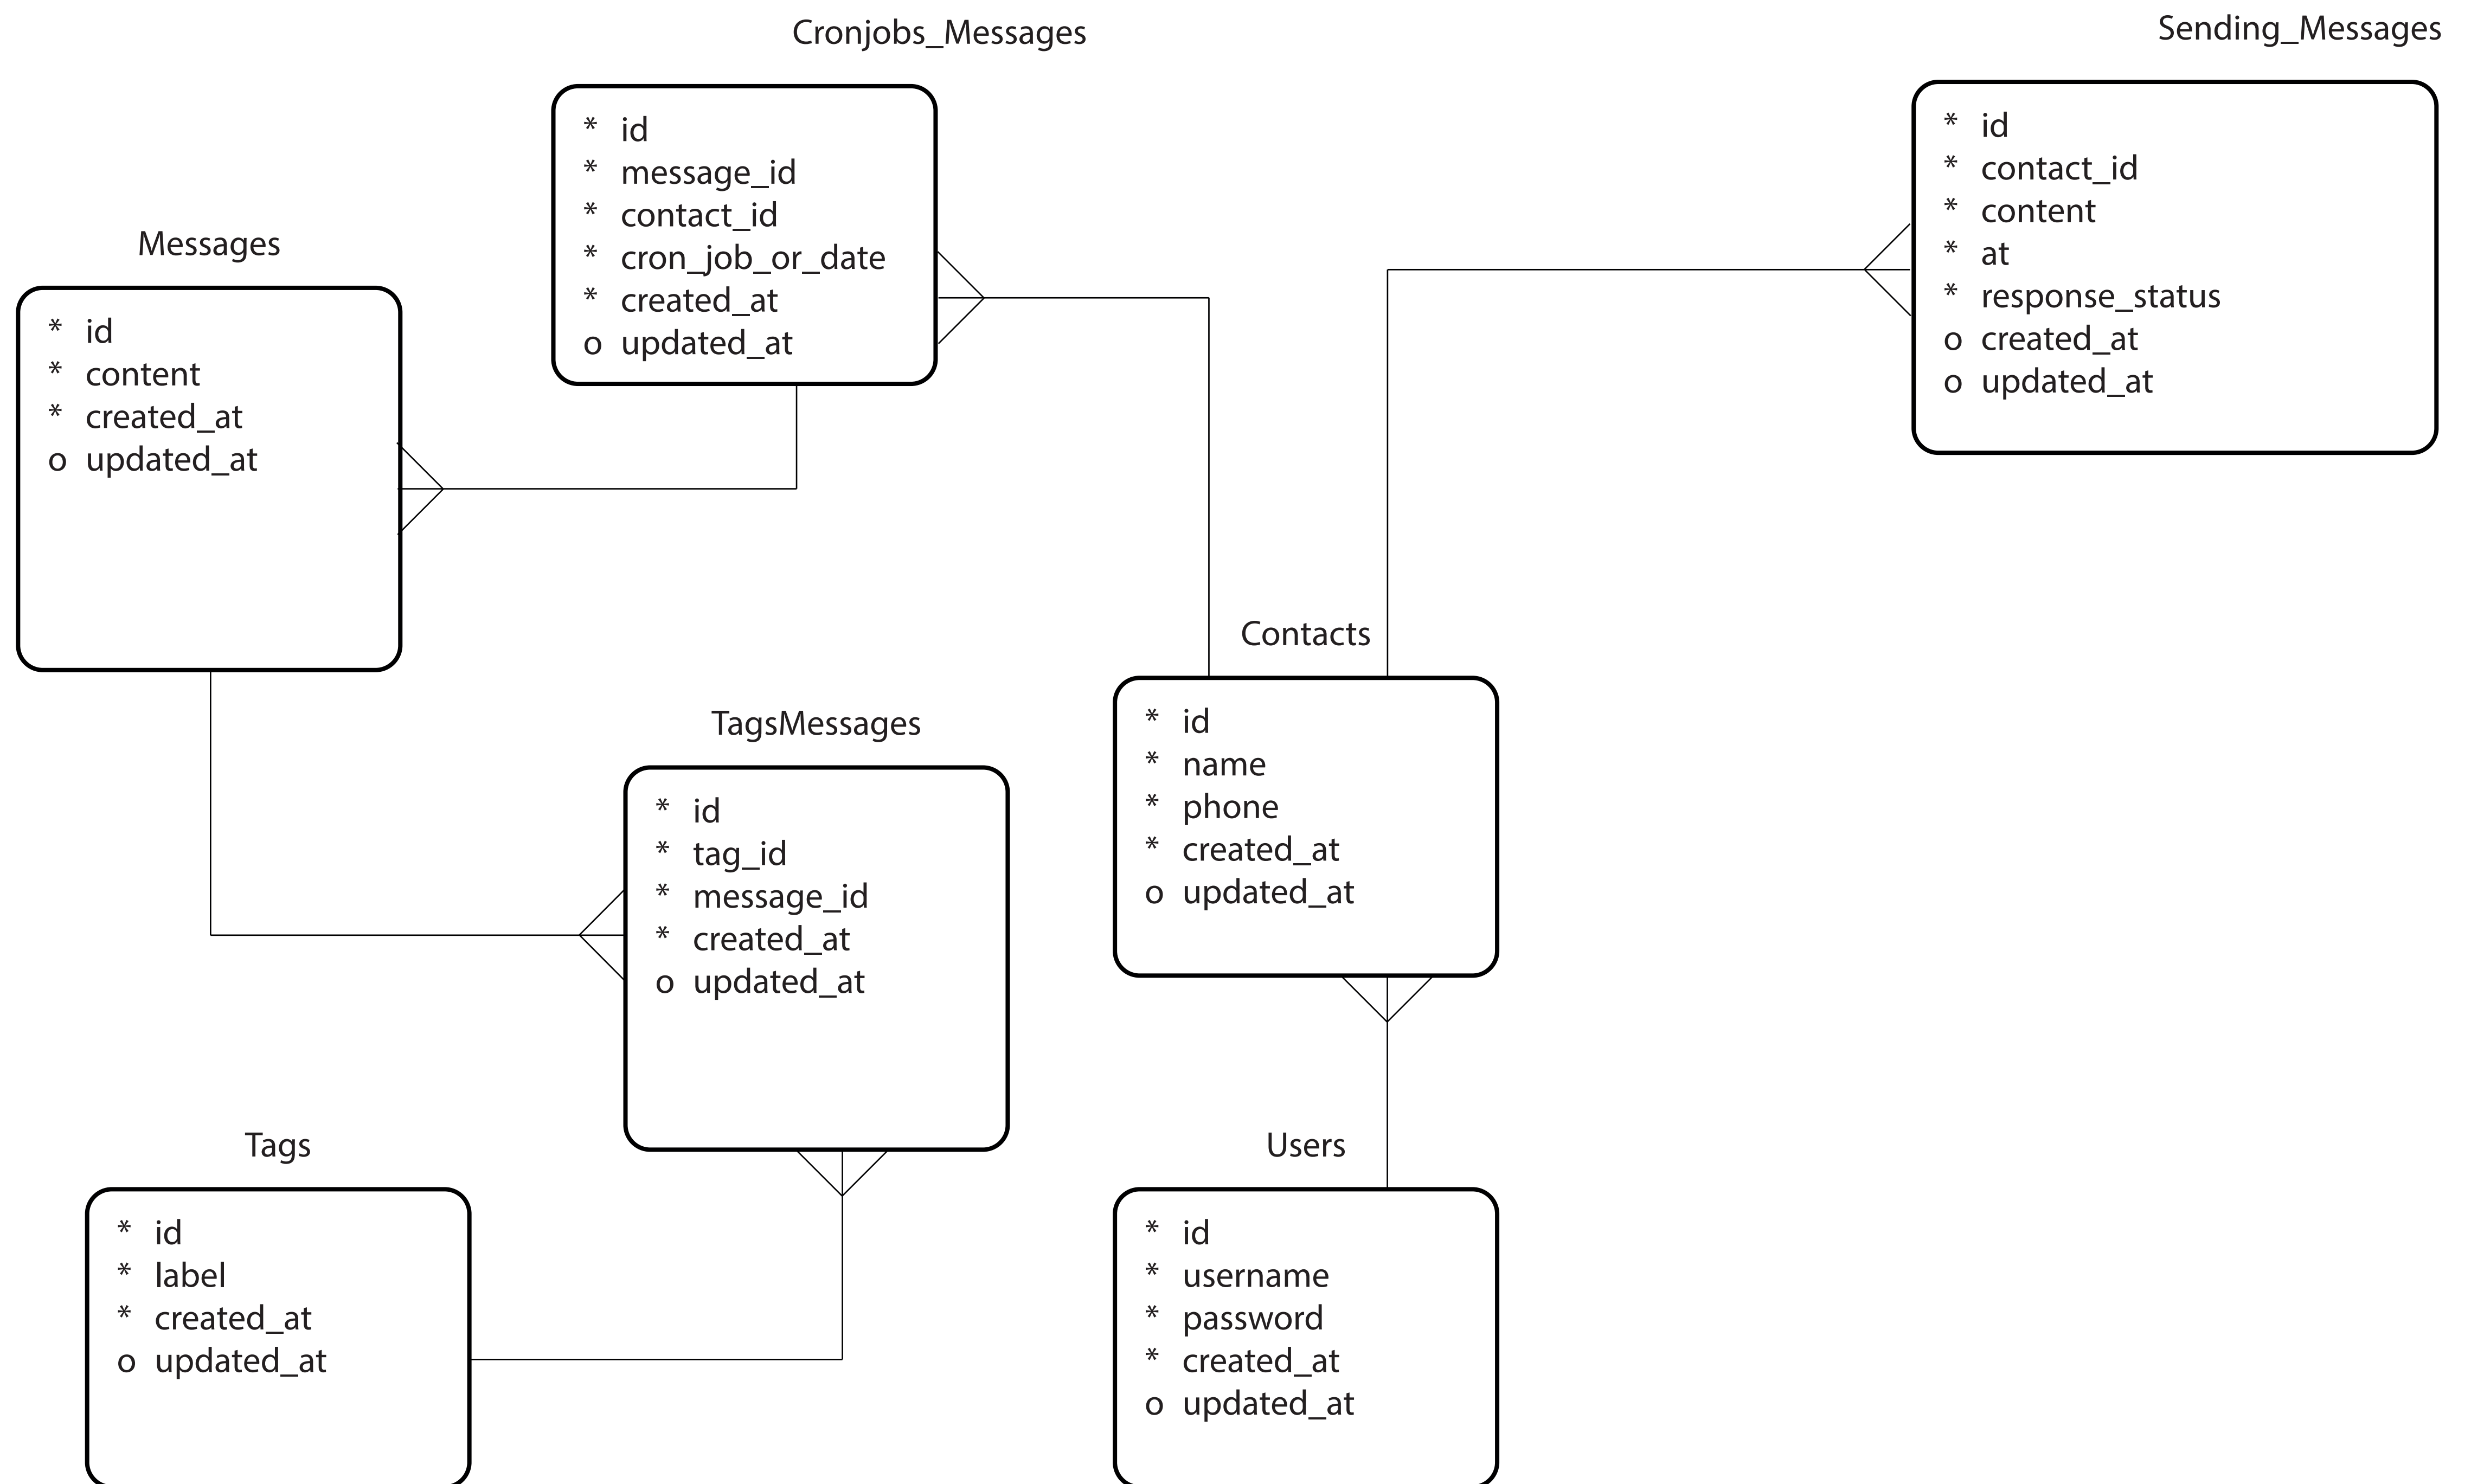 Cronjobs_Messages
* id
* message_id
* contact_id
* cron_job_or_date
* created_at
o updated_at
Sending_Messages
* id
* contact_id
* content
* at
* response_status
o created_at
o updated_at
Messages
* id
* content
* created_at
o updated_at
Contacts
* id
* name
* phone
* created_at
o updated_at
TagsMessages
* id
* tag_id
* message_id
* created_at
o updated_at
Tags
* id
* label
* created_at
o updated_at
Users
* id
* username
* password
* created_at
o updated_at